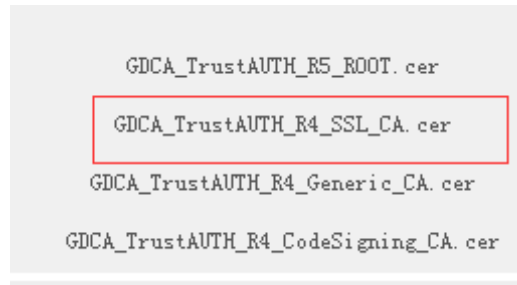 GDCA_TrustAUTH_R5_ROOT.cer
GDCA_TrustAUTH_R4_SSL_CA.cer
GDCA_TrustAUTH_R4_Generic_CA.cer
GDCA_TrustAUTH_R4_CodeSigning_CA.cer